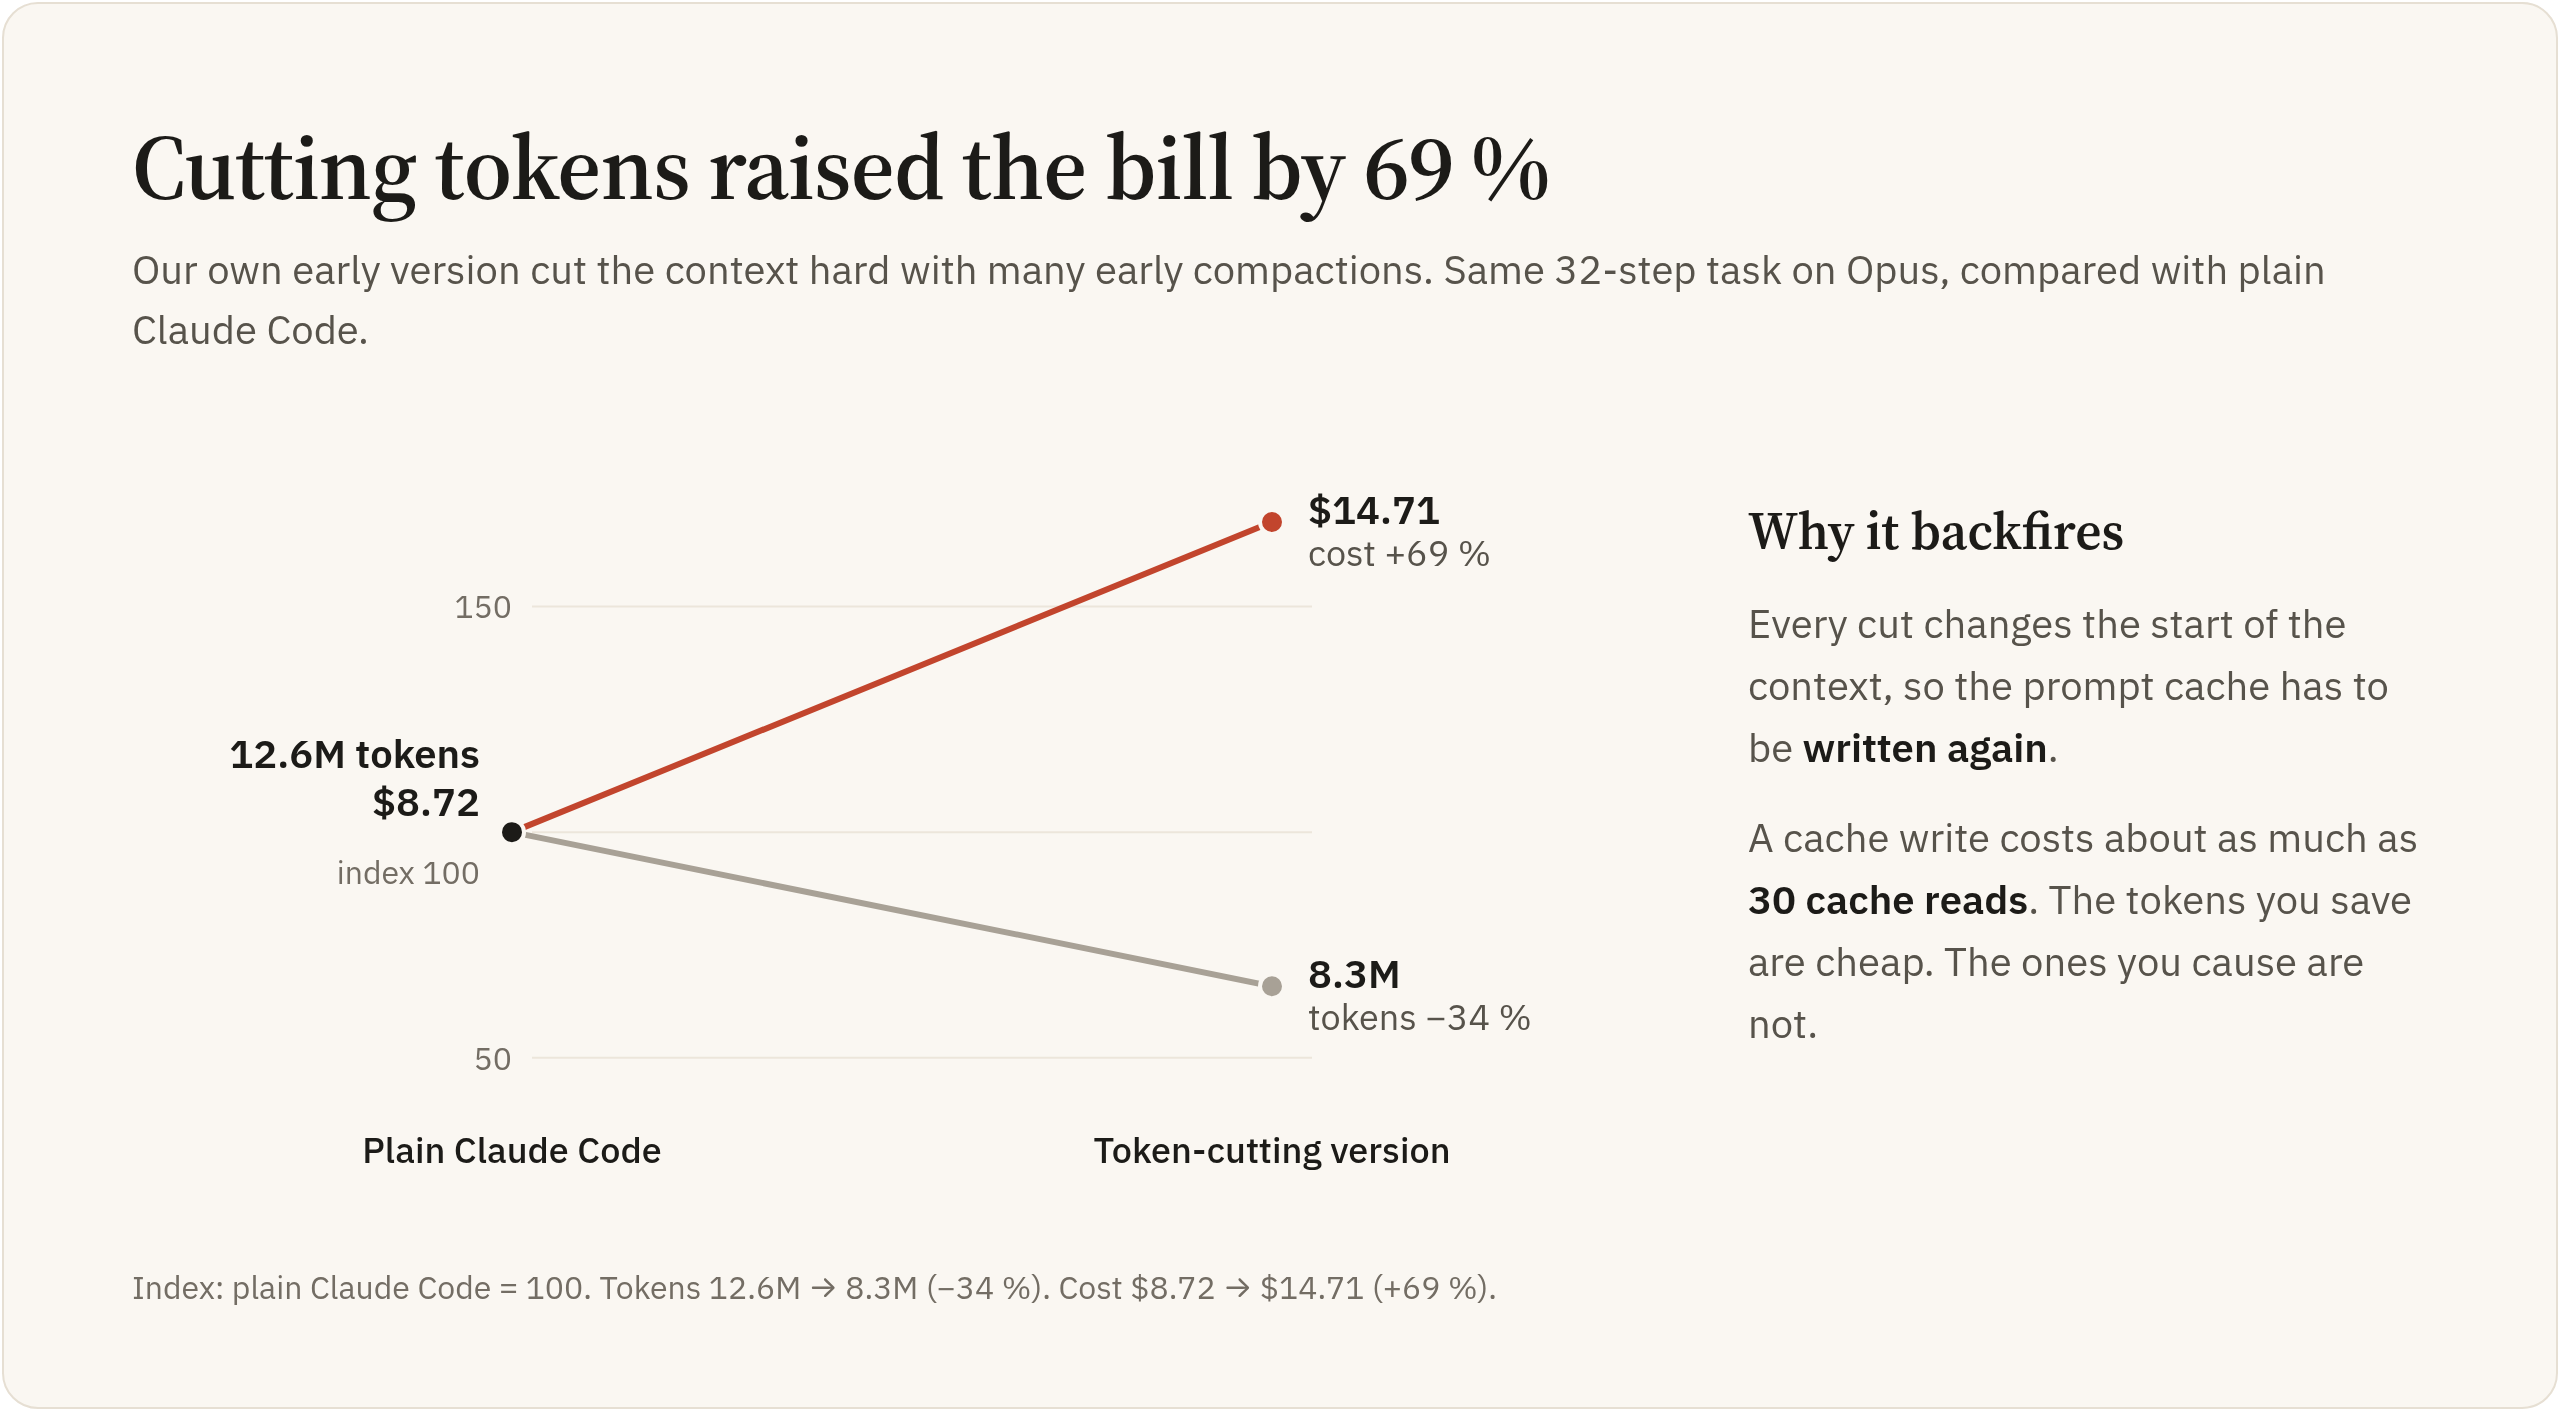 Cutting tokens raised the bill by 69 %
Our own early version cut the context hard with many early compactions. Same 32-step task on Opus, compared with plain
Claude Code.
$14.71
cost +69 %
150
12.6M tokens
$8.72
index 100
8.3M
tokens −34 %
50
Plain Claude Code
Token-cutting version
Why it backfires
Every cut changes the start of the
context, so the prompt cache has to
be written again.
A cache write costs about as much as
30 cache reads. The tokens you save
are cheap. The ones you cause are
not.
Index: plain Claude Code = 100. Tokens 12.6M → 8.3M (−34 %). Cost $8.72 → $14.71 (+69 %).